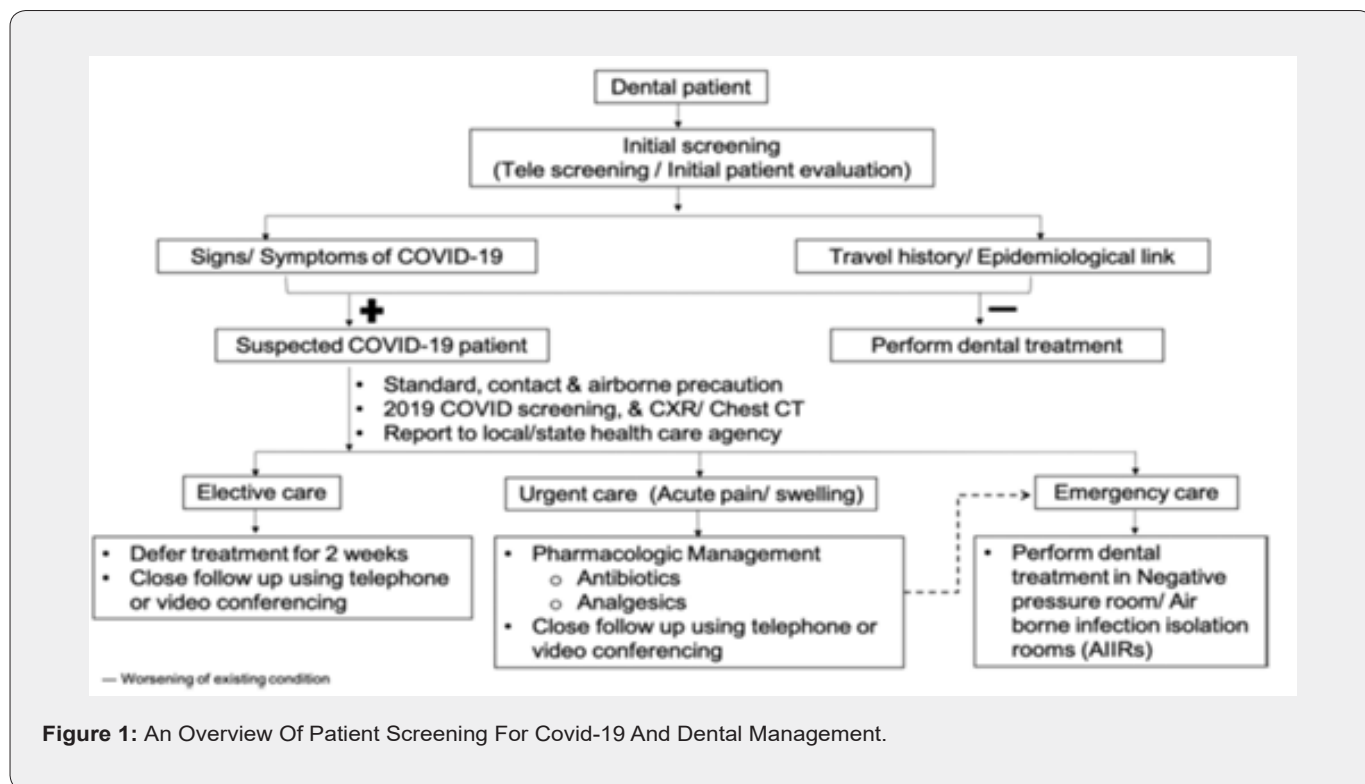 Dental patient
Initial screening
(Tele screening / Initial patient evaluation)
Signs/ Symptoms of COVID-19
Travel history/ Epidemiological link
+
−
Suspected COVID-19 patient
Perform dental treatment
• Standard, contact & airborne precaution
• 2019 COVID screening, & CXR/ Chest CT
• Report to local/state health care agency
Elective care
Urgent care (Acute pain/ swelling)
Emergency care
• Defer treatment for 2 weeks
• Close follow up using telephone
or video conferencing
• Pharmacologic Management
o Antibiotics
o Analgesics
• Close follow up using telephone or
video conferencing
• Perform dental
treatment in Negative
pressure room/ Air
borne infection isolation
rooms (AIIRs)
— Worsening of existing condition
Figure 1: An Overview Of Patient Screening For Covid-19 And Dental Management.